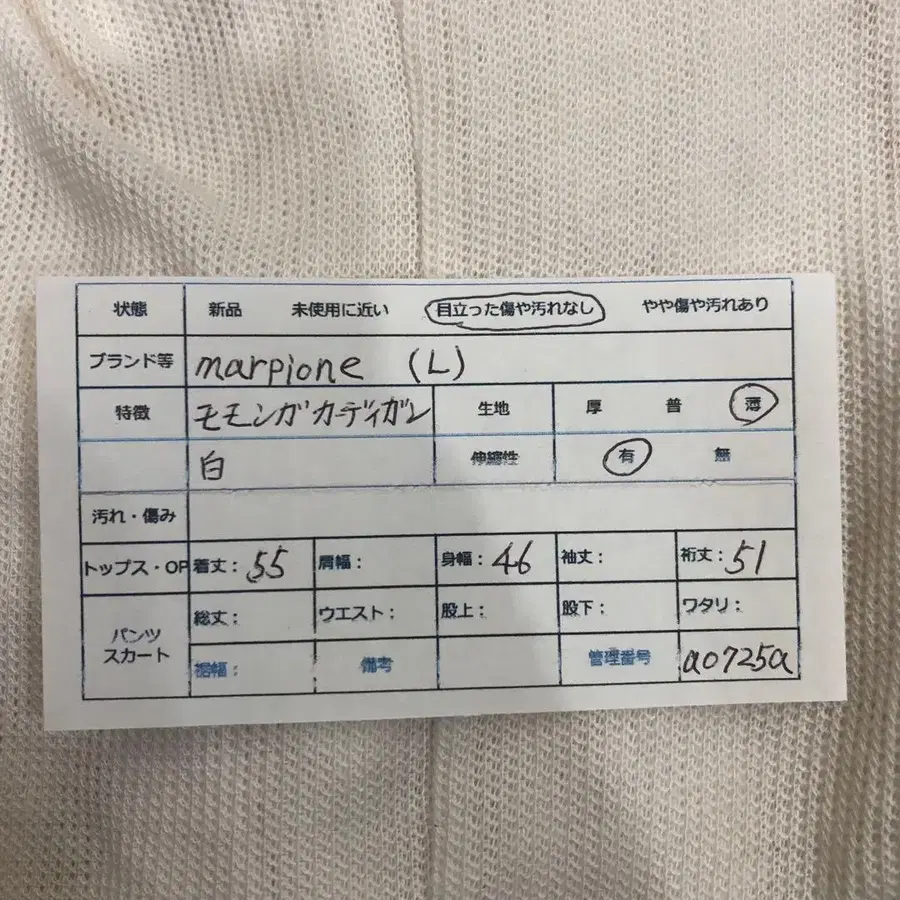 状態 新品 未使用に近い 目立った傷や汚れなし やや傷や汚れあり
ブランド等 marpione (L)
特徴 モモンガカーディガン 生地 厚 普 薄
白 伸縮性 有 無
汚れ・傷み
トップス・OP 着丈：55 肩幅： 身幅：46 袖丈： 裄丈：51
パンツ スカート 総丈： ウエスト： 股上： 股下： ワタリ：
裾幅： 備考 管理番号 a0725a